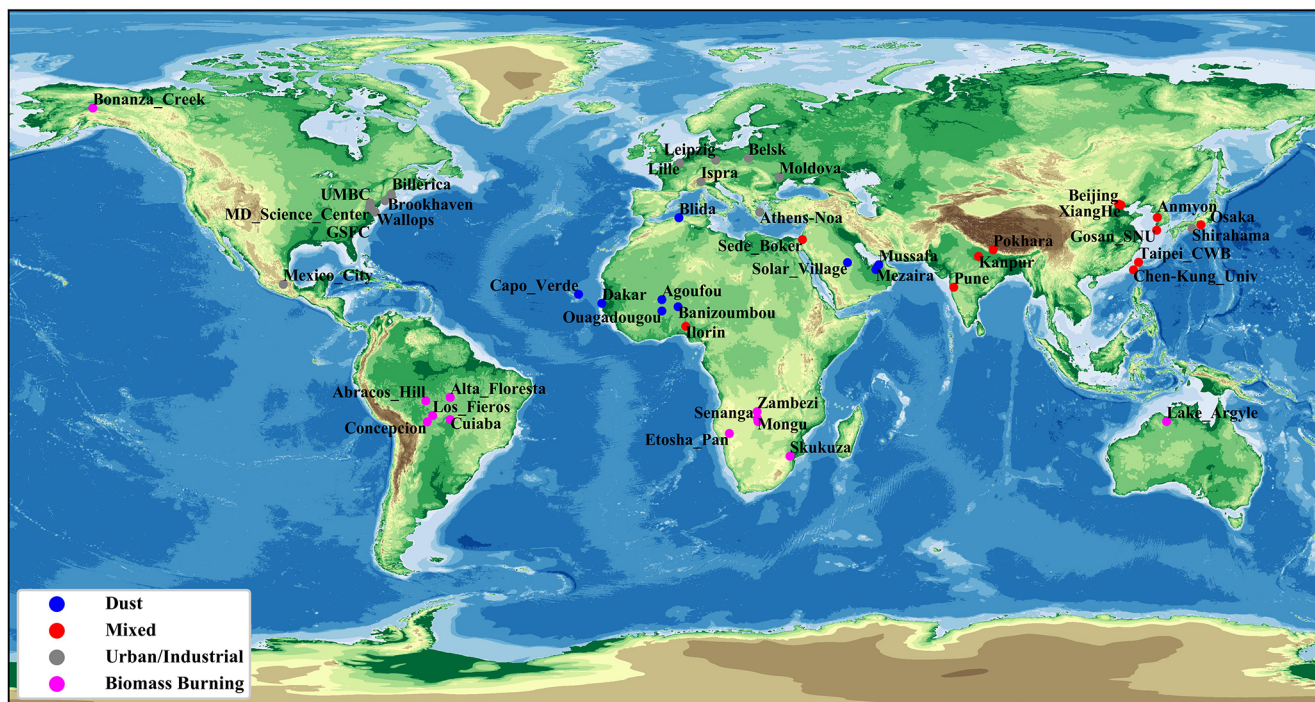 Bonanza_Creek
Leipzig
Belsk
Lille
Ispra
Moldova
UMBC
Billerica
Brookhaven
MD_Science_Center
Wallops
GSFC
Blida
Athens-Noa
Beijing
XiangHe
Anmyon
Osaka
Gosan_SNU
Shirahama
Sede_Boker
Pokhara
Kanpur
Taipei_CWB
Chen-Kung_Univ
Solar_Village
Mussafa
Mezaira
Pune
Mexico_City
Capo_Verde
Dakar
Agoufou
Ouagadougou
Banizoumbou
Ilorin
Abracos_Hill
Alta_Floresta
Los_Fieros
Concepcion
Cuiaba
Zambezi
Senanga
Mongu
Etosha_Pan
Skukuza
Lake_Argyle
Dust
Mixed
Urban/Industrial
Biomass Burning